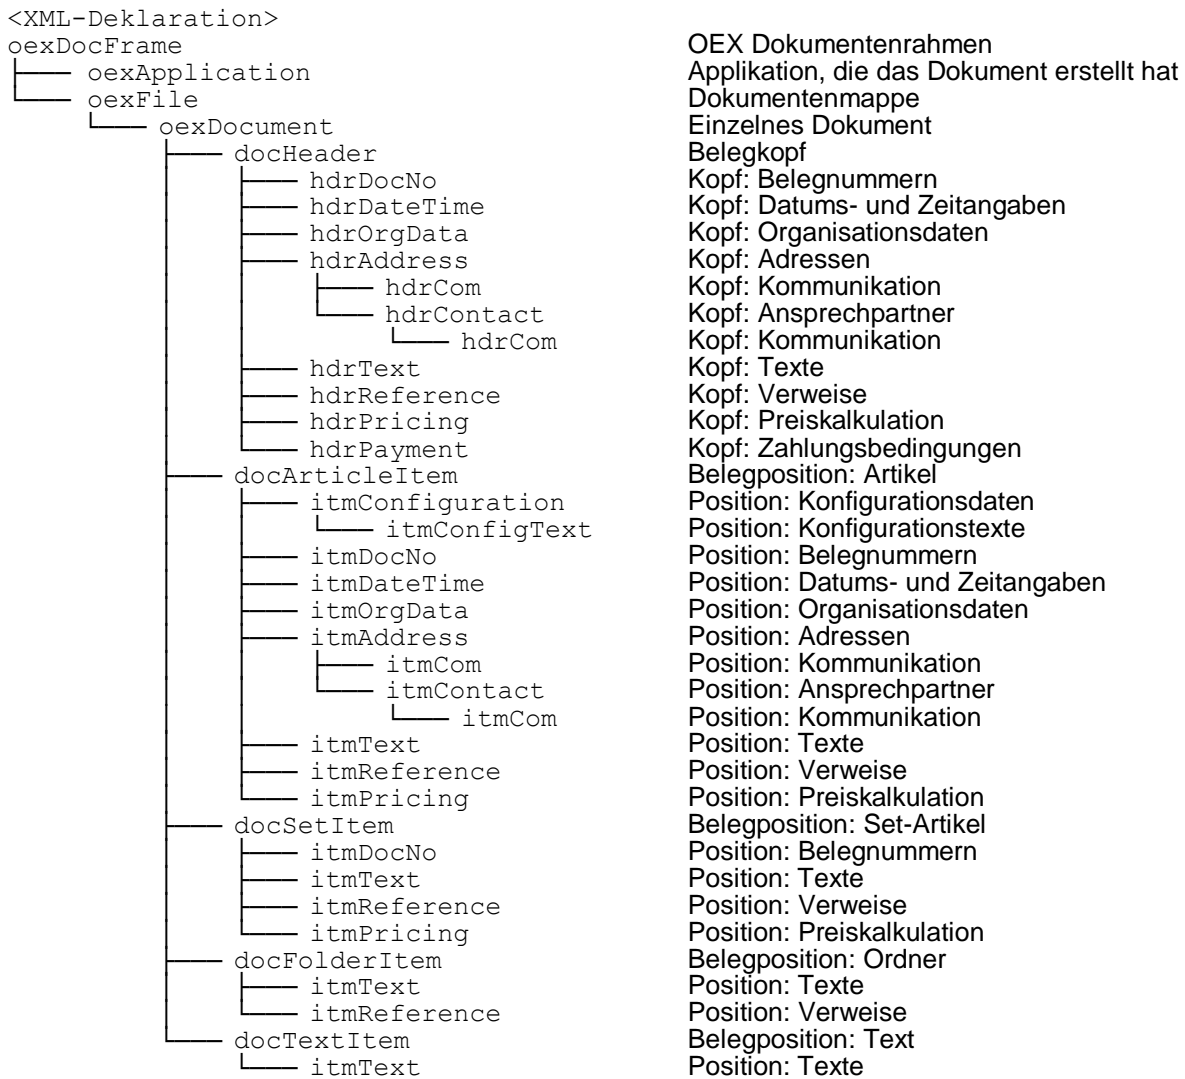 <XML-Deklaration>
oexDocFrame OEX Dokumentenrahmen
oexApplication Applikation, die das Dokument erstellt hat
oexFile Dokumentenmappe
oexDocument Einzelnes Dokument
docHeader Belegkopf
hdrDocNo Kopf: Belegnummern
hdrDateTime Kopf: Datums- und Zeitangaben
hdrOrgData Kopf: Organisationsdaten
hdrAddress Kopf: Adressen
hdrCom Kopf: Kommunikation
hdrContact Kopf: Ansprechpartner
hdrCom Kopf: Kommunikation
hdrText Kopf: Texte
hdrReference Kopf: Verweise
hdrPricing Kopf: Preiskalkulation
hdrPayment Kopf: Zahlungsbedingungen
docArticleItem Belegposition: Artikel
itmConfiguration Position: Konfigurationsdaten
itmConfigText Position: Konfigurationstexte
itmDocNo Position: Belegnummern
itmDateTime Position: Datums- und Zeitangaben
itmOrgData Position: Organisationsdaten
itmAddress Position: Adressen
itmCom Position: Kommunikation
itmContact Position: Ansprechpartner
itmCom Position: Kommunikation
itmText Position: Texte
itmReference Position: Verweise
itmPricing Position: Preiskalkulation
docSetItem Belegposition: Set-Artikel
itmDocNo Position: Belegnummern
itmText Position: Texte
itmReference Position: Verweise
itmPricing Position: Preiskalkulation
docFolderItem Belegposition: Ordner
itmText Position: Texte
itmReference Position: Verweise
docTextItem Belegposition: Text
itmText Position: Texte